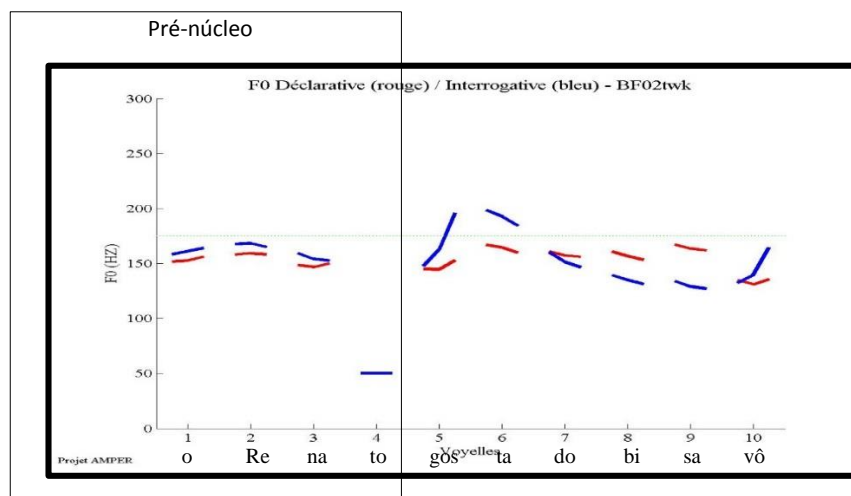 Pré-núcleo
F0 Déclarative (rouge) / Interrogative (bleu) - BF02twk
300
250
200
150
100
50
0
F0 (HZ)
1 2 3 4 5 6 7 8 9 10
Voyelles
o Re na to gos ta do bi sa vô
Projet AMPER